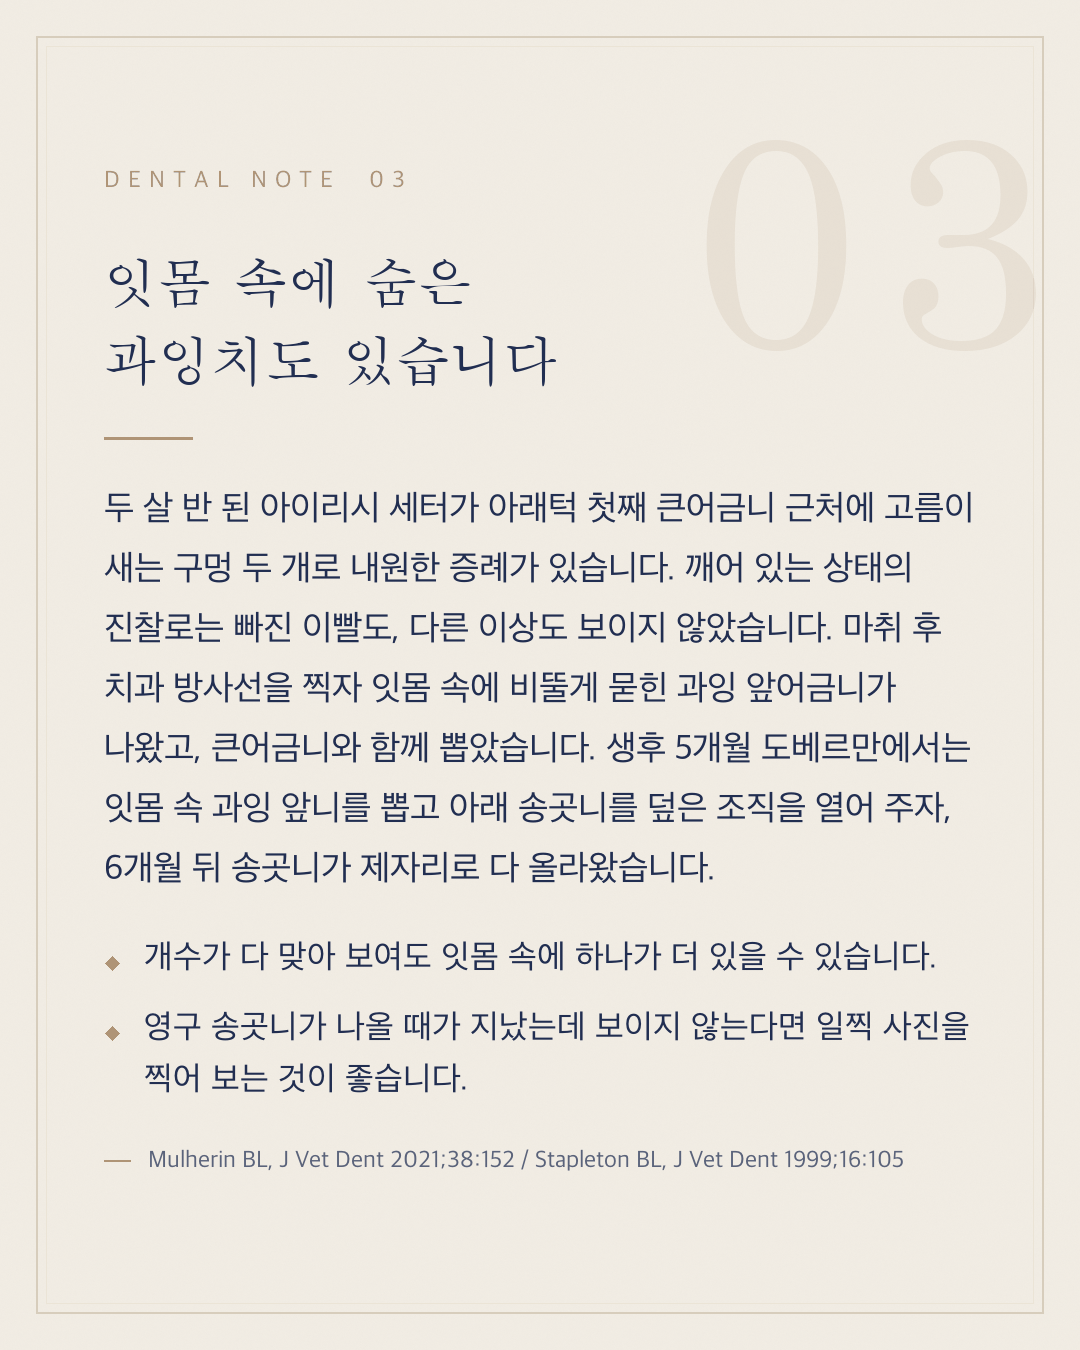 DENTAL NOTE 03
03
잇몸 속에 숨은
과잉치도 있습니다
두 살 반 된 아이리시 세터가 아래턱 첫째 큰어금니 근처에 고름이
새는 구멍 두 개로 내원한 증례가 있습니다. 깨어 있는 상태의
진찰로는 빠진 이빨도, 다른 이상도 보이지 않았습니다. 마취 후
치과 방사선을 찍자 잇몸 속에 비뚤게 묻힌 과잉 앞어금니가
나왔고, 큰어금니와 함께 뽑았습니다. 생후 5개월 도베르만에서는
잇몸 속 과잉 앞니를 뽑고 아래 송곳니를 덮은 조직을 열어 주자,
6개월 뒤 송곳니가 제자리로 다 올라왔습니다.
◆ 개수가 다 맞아 보여도 잇몸 속에 하나가 더 있을 수 있습니다.
◆ 영구 송곳니가 나올 때가 지났는데 보이지 않는다면 일찍 사진을
찍어 보는 것이 좋습니다.
— Mulherin BL, J Vet Dent 2021;38:152 / Stapleton BL, J Vet Dent 1999;16:105